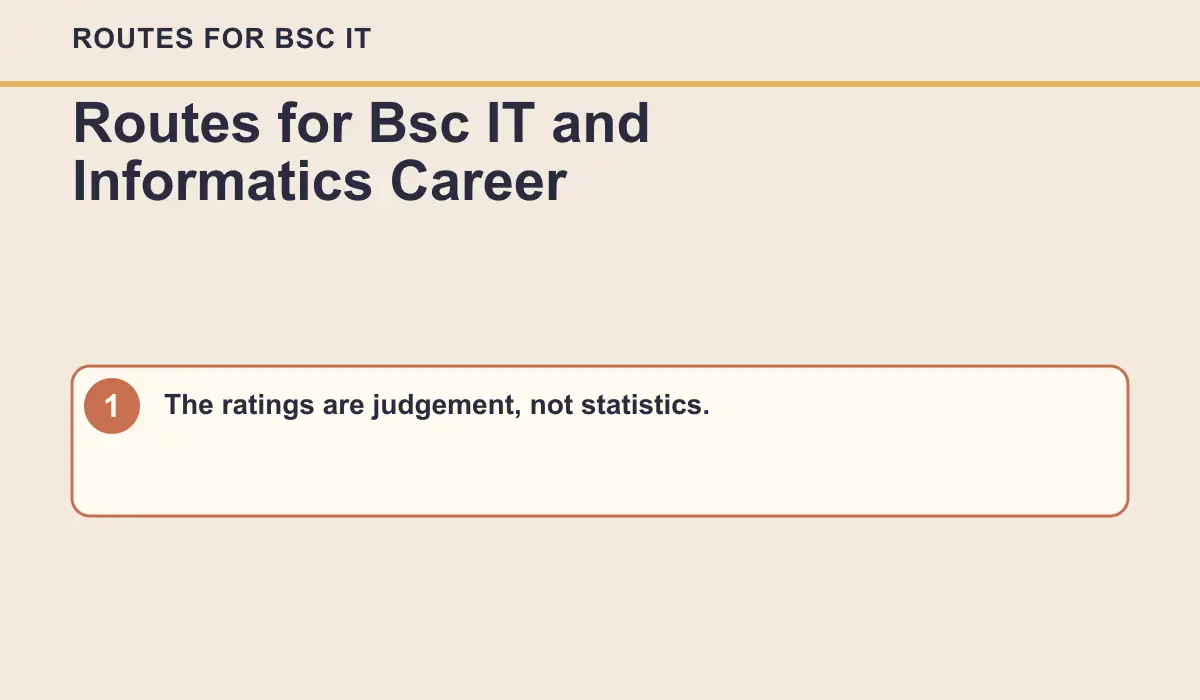 ROUTES FOR BSC IT
Routes for Bsc IT and
Informatics Career
1
The ratings are judgement, not statistics.